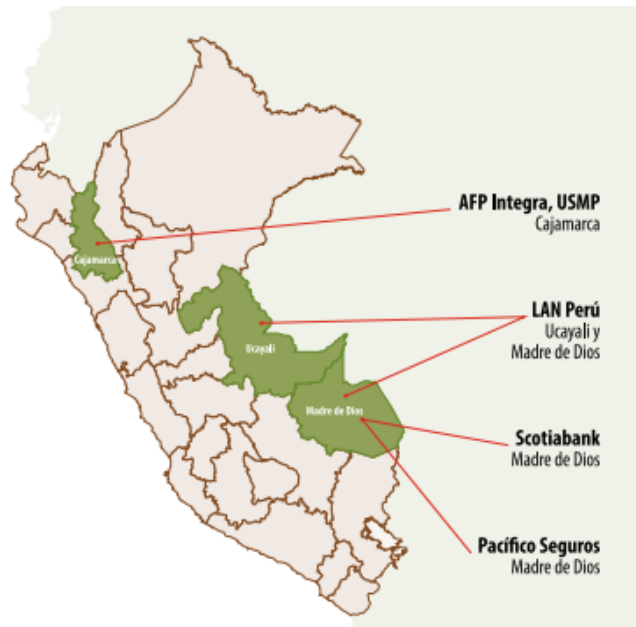 AFP Integra, USMP
Cajamarca
Cajamarca
LAN Perú
Ucayali y
Madre de Dios
Ucayali
Madre de Dios
Scotiabank
Madre de Dios
Pacífico Seguros
Madre de Dios